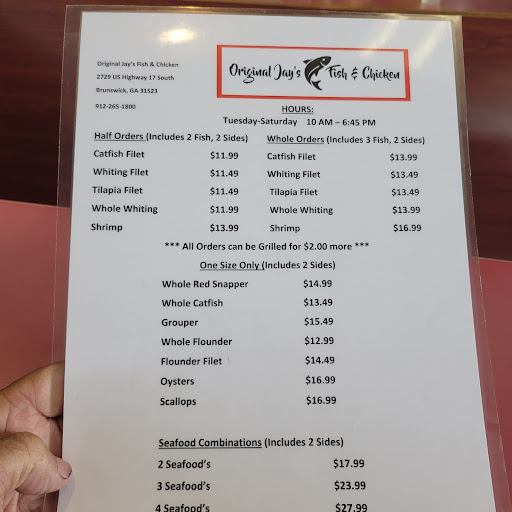 Original Jay's Fish & Chicken
2729 US Highway 17 South
Brunswick, GA 31523
912-265-1800
Original Jay's Fish & Chicken
HOURS:
Tuesday-Saturday 10 AM – 6:45 PM
Half Orders (Includes 2 Fish, 2 Sides)
Catfish Filet $11.99
Whiting Filet $11.49
Tilapia Filet $11.49
Whole Whiting $11.99
Shrimp $13.99
Whole Orders (Includes 3 Fish, 2 Sides)
Catfish Filet $13.99
Whiting Filet $13.49
Tilapia Filet $13.49
Whole Whiting $13.99
Shrimp $16.99
*** All Orders can be Grilled for $2.00 more ***
One Size Only (Includes 2 Sides)
Whole Red Snapper $14.99
Whole Catfish $13.49
Grouper $15.49
Whole Flounder $12.99
Flounder Filet $14.49
Oysters $16.99
Scallops $16.99
Seafood Combinations (Includes 2 Sides)
2 Seafood's $17.99
3 Seafood's $23.99
4 Seafood's $27.99